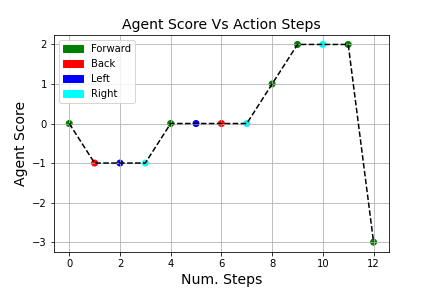 Agent Score Vs Action Steps
Forward
Back
Left
Right
Agent Score
2
1
0
−1
−2
−3
0 2 4 6 8 10 12
Num. Steps